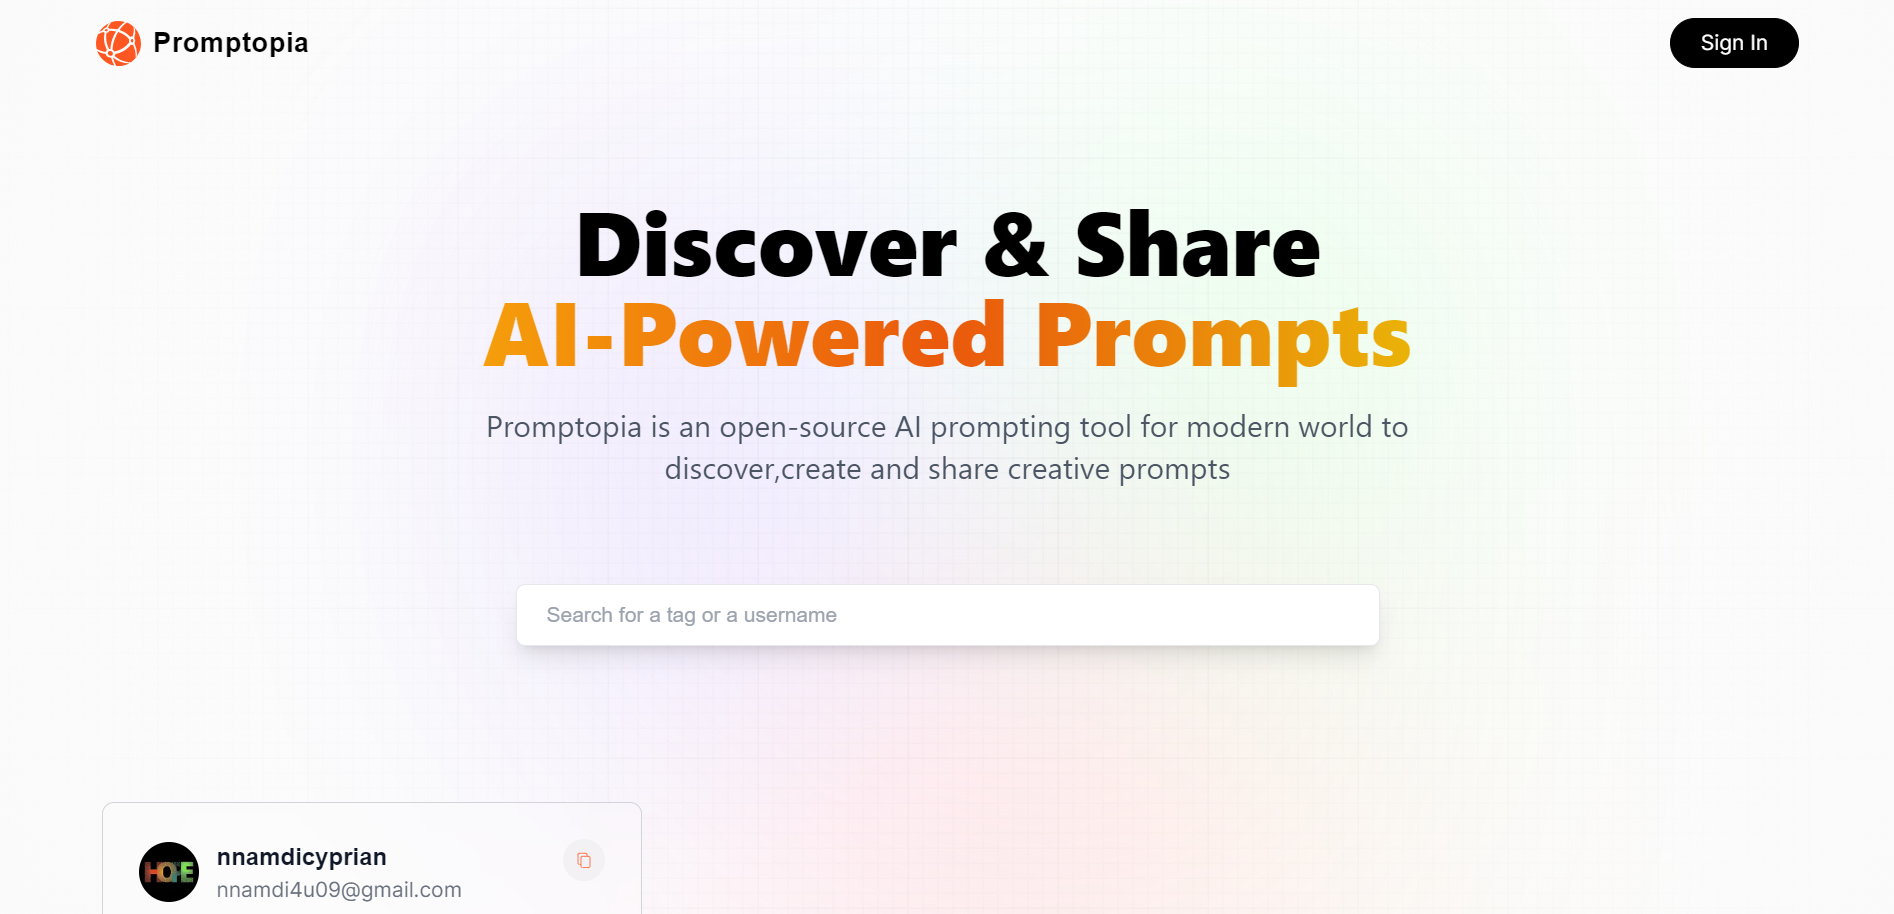 Promptopia
Sign In
Discover & Share
AI-Powered Prompts
Promptopia is an open-source AI prompting tool for modern world to
discover,create and share creative prompts
Search for a tag or a username
HOPE
nnamdicyprian
nnamdi4u09@gmail.com